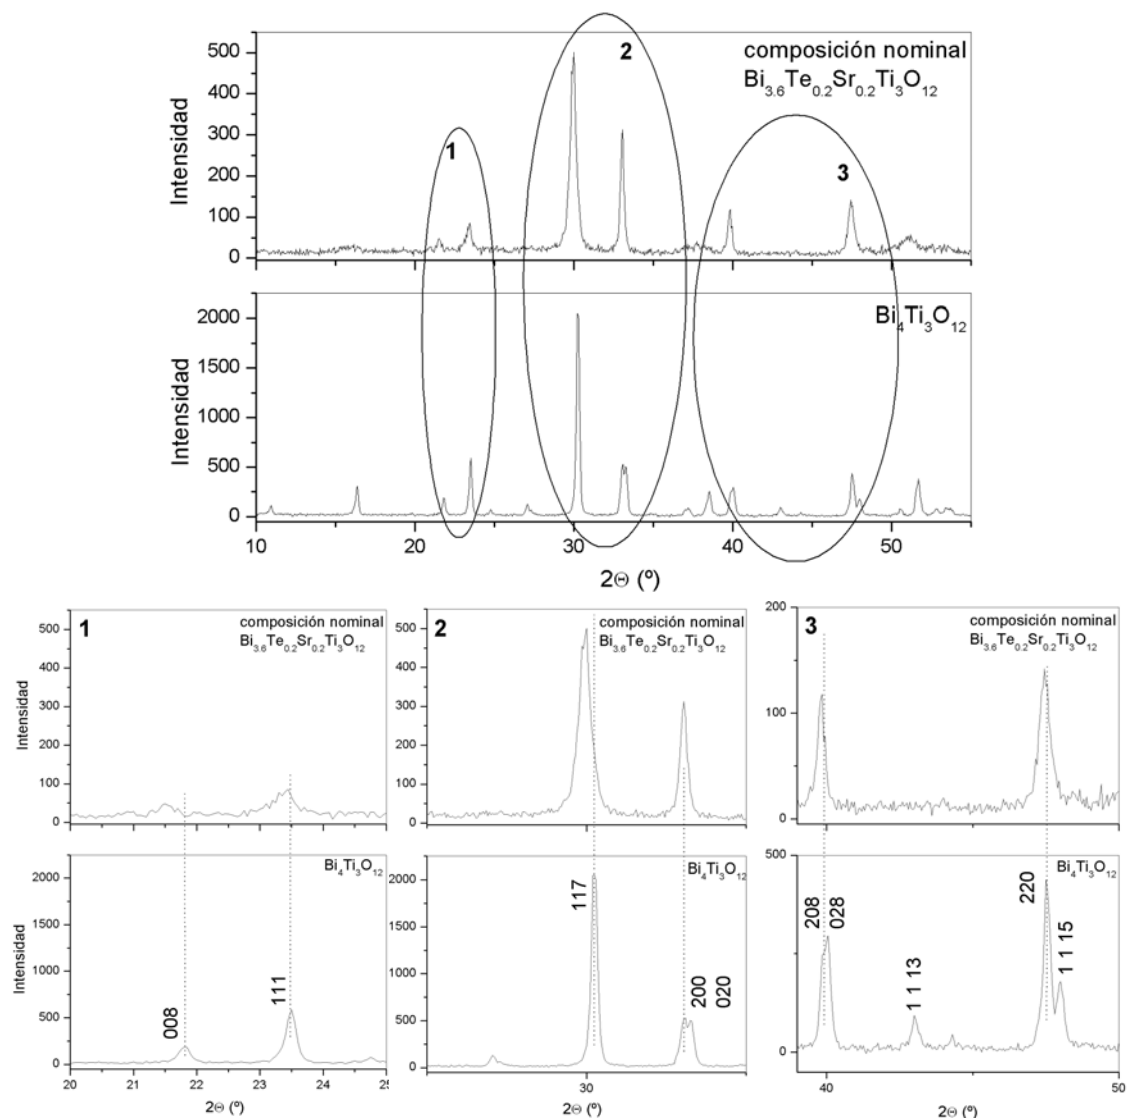 composición nominal
Bi3.6Te0.2Sr0.2Ti3O12
1
2
3
Intensidad
500
400
300
200
100
0
10 20 30 40 50
Bi4Ti3O12
Intensidad
2000
1500
1000
500
0
10 20 30 40 50
2Θ (º)
1
composición nominal
Bi3.6Te0.2Sr0.2Ti3O12
Intensidad
500
400
300
200
100
0
Bi4Ti3O12
Intensidad
2000
1500
1000
500
0
008
111
20 21 22 23 24 25
2Θ (º)
2
composición nominal
Bi3.6Te0.2Sr0.2Ti3O12
500
400
300
200
100
0
Bi4Ti3O12
2000
1500
1000
500
0
117
200
020
30
2Θ (º)
3
composición nominal
Bi3.6Te0.2Sr0.2Ti3O12
200
100
0
Bi4Ti3O12
500
0
208
028
1 1 13
220
1 1 15
40 50
2Θ (º)